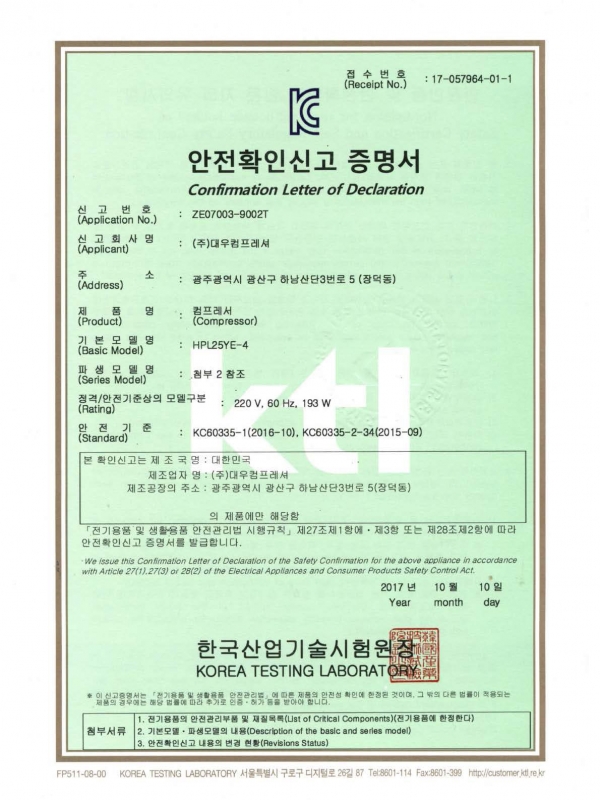 접 수 번 호
(Receipt No.) : 17-057964-01-1
안전확인신고 증명서
Confirmation Letter of Declaration
신 고 번 호
(Application No.) : ZE07003-9002T
신 고 회 사 명
(Applicant) : (주)대우컴프레셔
주 소
(Address) : 광주광역시 광산구 하남산단3번로 5 (장덕동)
제 품 명 : 컴프레서
(Product) (Compressor)
기 본 모 델 명
(Basic Model) : HPL25YE-4
파 생 모 델 명
(Series Model) : 첨부 2 참조
정격/안전기준상의 모델구분
(Rating) : 220 V, 60 Hz, 193 W
안 전 기 준
(Standard) : KC60335-1(2016-10), KC60335-2-34(2015-09)
ktl
본 확인신고는 제 조 국 명 : 대한민국
제조업자 명 : (주)대우컴프레셔
제조공장의 주소 : 광주광역시 광산구 하남산단3번로 5(장덕동)
의 제품에만 해당함
「전기용품 및 생활용품 안전관리법 시행규칙」 제27조제1항에·제3항 또는 제28조제2항에 따라
안전확인신고 증명서를 발급합니다.
We issue this Confirmation Letter of Declaration of the Safety Confirmation for the above appliance in accordance
with Article 27(1),27(3) or 28(2) of the Electrical Appliances and Consumer Products Safety Control Act.
2017 년 10 월 10 일
Year month day
한국산업기술시험원장
KOREA TESTING LABORATORY
※ 이 신고증명서는 「전기용품 및 생활용품 안전관리법」에 따른 제품의 안전성 확인에 한정된 것이며, 그 밖의 다른 법률이 적용되는
제품의 경우에는 해당 법률에 따라 추가로 인증·허가 등을 받아야 합니다.
첨부서류
1. 전기용품의 안전관리부품 및 재질목록(List of Critical Components)(전기용품에 한정한다)
2. 기본모델·파생모델의 내용(Description of the basic and series model)
3. 안전확인신고 내용의 변경 현황(Revisions Status)
FP511-08-00 KOREA TESTING LABORATORY 서울특별시 구로구 디지털로 26길 87 Tel:8601-114 Fax:8601-399 http://customer.ktl.re.kr